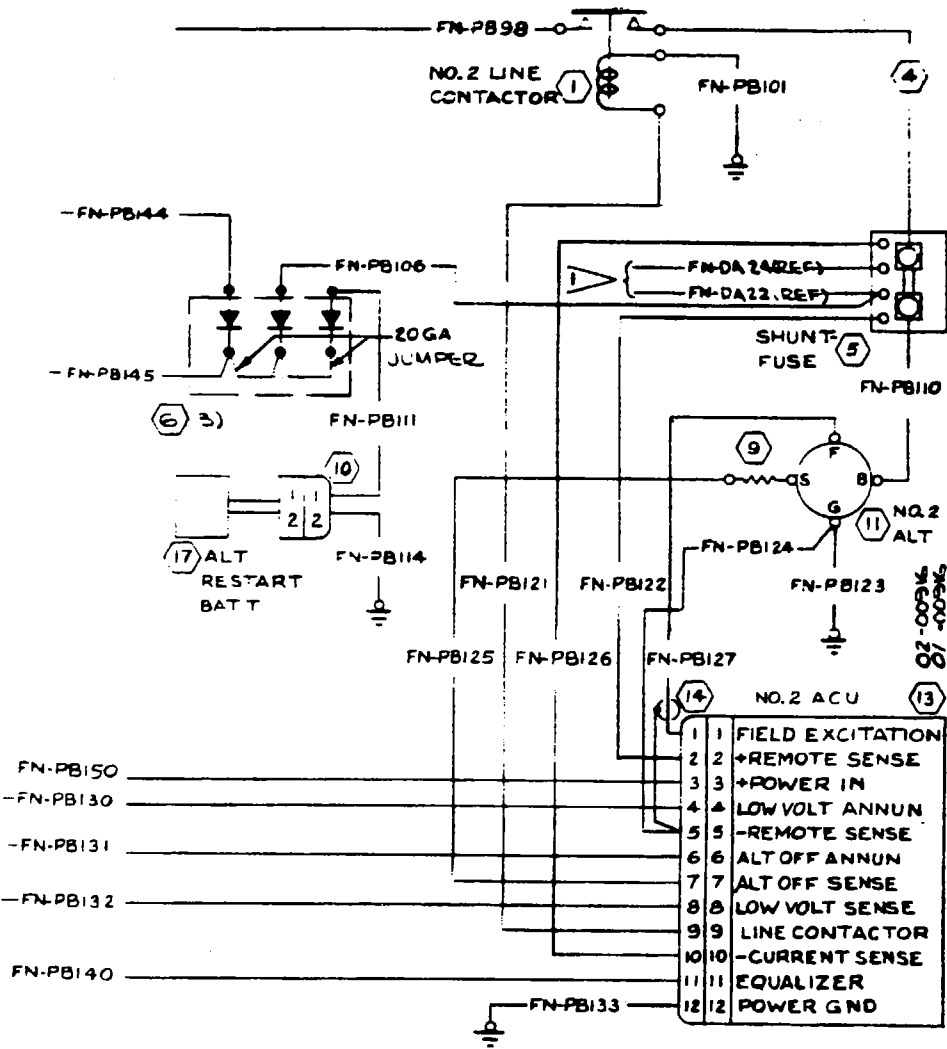 FN-PB98
NO. 2 LINE
CONTACTOR
1
FN-PB101
4
-FN-PB144
FN-PB106
1
FN-DA24(REF)
FN-DA22(REF)
20 GA
JUMPER
SHUNT-
FUSE
5
-FN-PB145
FN-PB110
6 3)
FN-PB111
9
F
S
B
G
10
1 1
2 2
11
NO.2
ALT
17
ALT
RESTART
BATT
FN-PB114
FN-PB124
FN-PB121
FN-PB122
FN-PB123
FN-PB125
FN-PB126
FN-PB127
14
NO. 2 ACU
13
1 1 FIELD EXCITATION
2 2 +REMOTE SENSE
FN-PB150
3 3 +POWER IN
-FN-PB130
4 4 LOW VOLT ANNUN
5 5 -REMOTE SENSE
-FN-PB131
6 6 ALT OFF ANNUN
7 7 ALT OFF SENSE
-FN-PB132
8 8 LOW VOLT SENSE
9 9 LINE CONTACTOR
10 10 -CURRENT SENSE
FN-PB140
11 11 EQUALIZER
FN-PB133
12 12 POWER GND